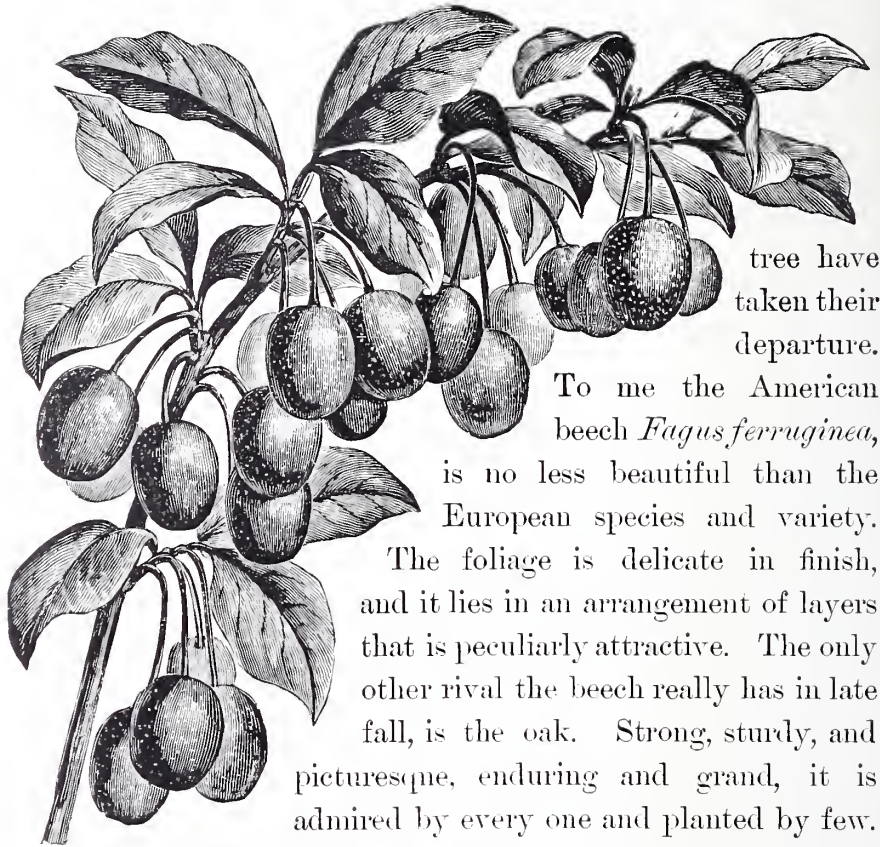 tree have
taken their
departure.
To me the American
beech Fagus ferruginea,
is no less beautiful than the
European species and variety.
The foliage is delicate in finish,
and it lies in an arrangement of layers
that is peculiarly attractive. The only
other rival the beech really has in late
fall, is the oak. Strong, sturdy, and
picturesque, enduring and grand, it is
admired by every one and planted by few.